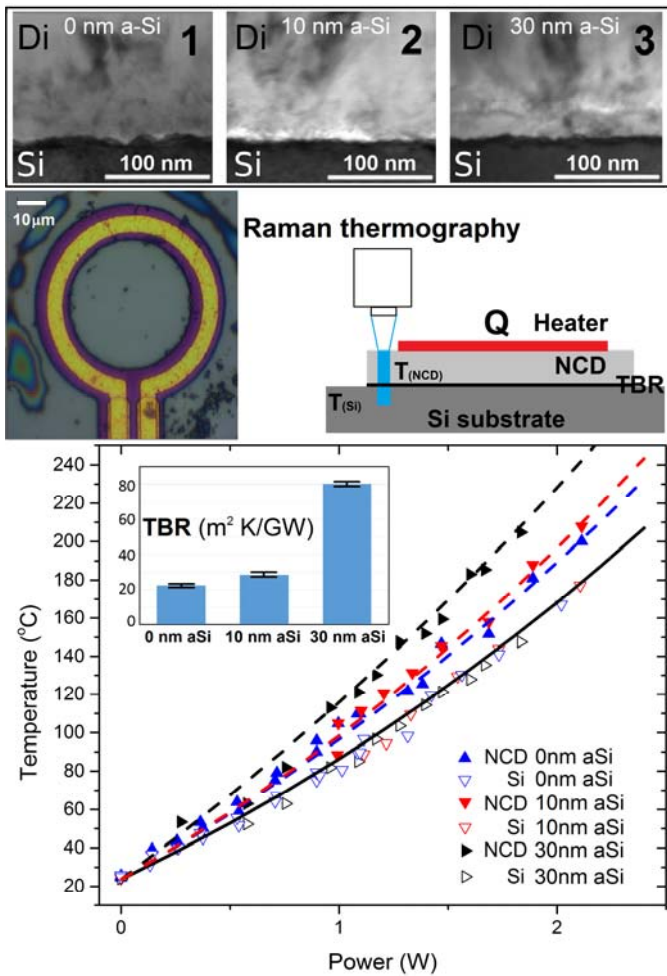 0 nm a-Si
Di
1
Si
100 nm
10 nm a-Si
Di
2
Si
100 nm
30 nm a-Si
Di
3
Si
100 nm
10μm
Raman thermography
Q Heater
T(NCD)
NCD
TBR
T(Si)
Si substrate
240
220
200
180
160
140
120
100
80
60
40
20
Temperature (°C)
80
60
40
20
0
TBR (m² K/GW)
0 nm aSi 10 nm aSi 30 nm aSi
NCD 0nm aSi
Si 0nm aSi
NCD 10nm aSi
Si 10nm aSi
NCD 30nm aSi
Si 30nm aSi
0 1 2
Power (W)